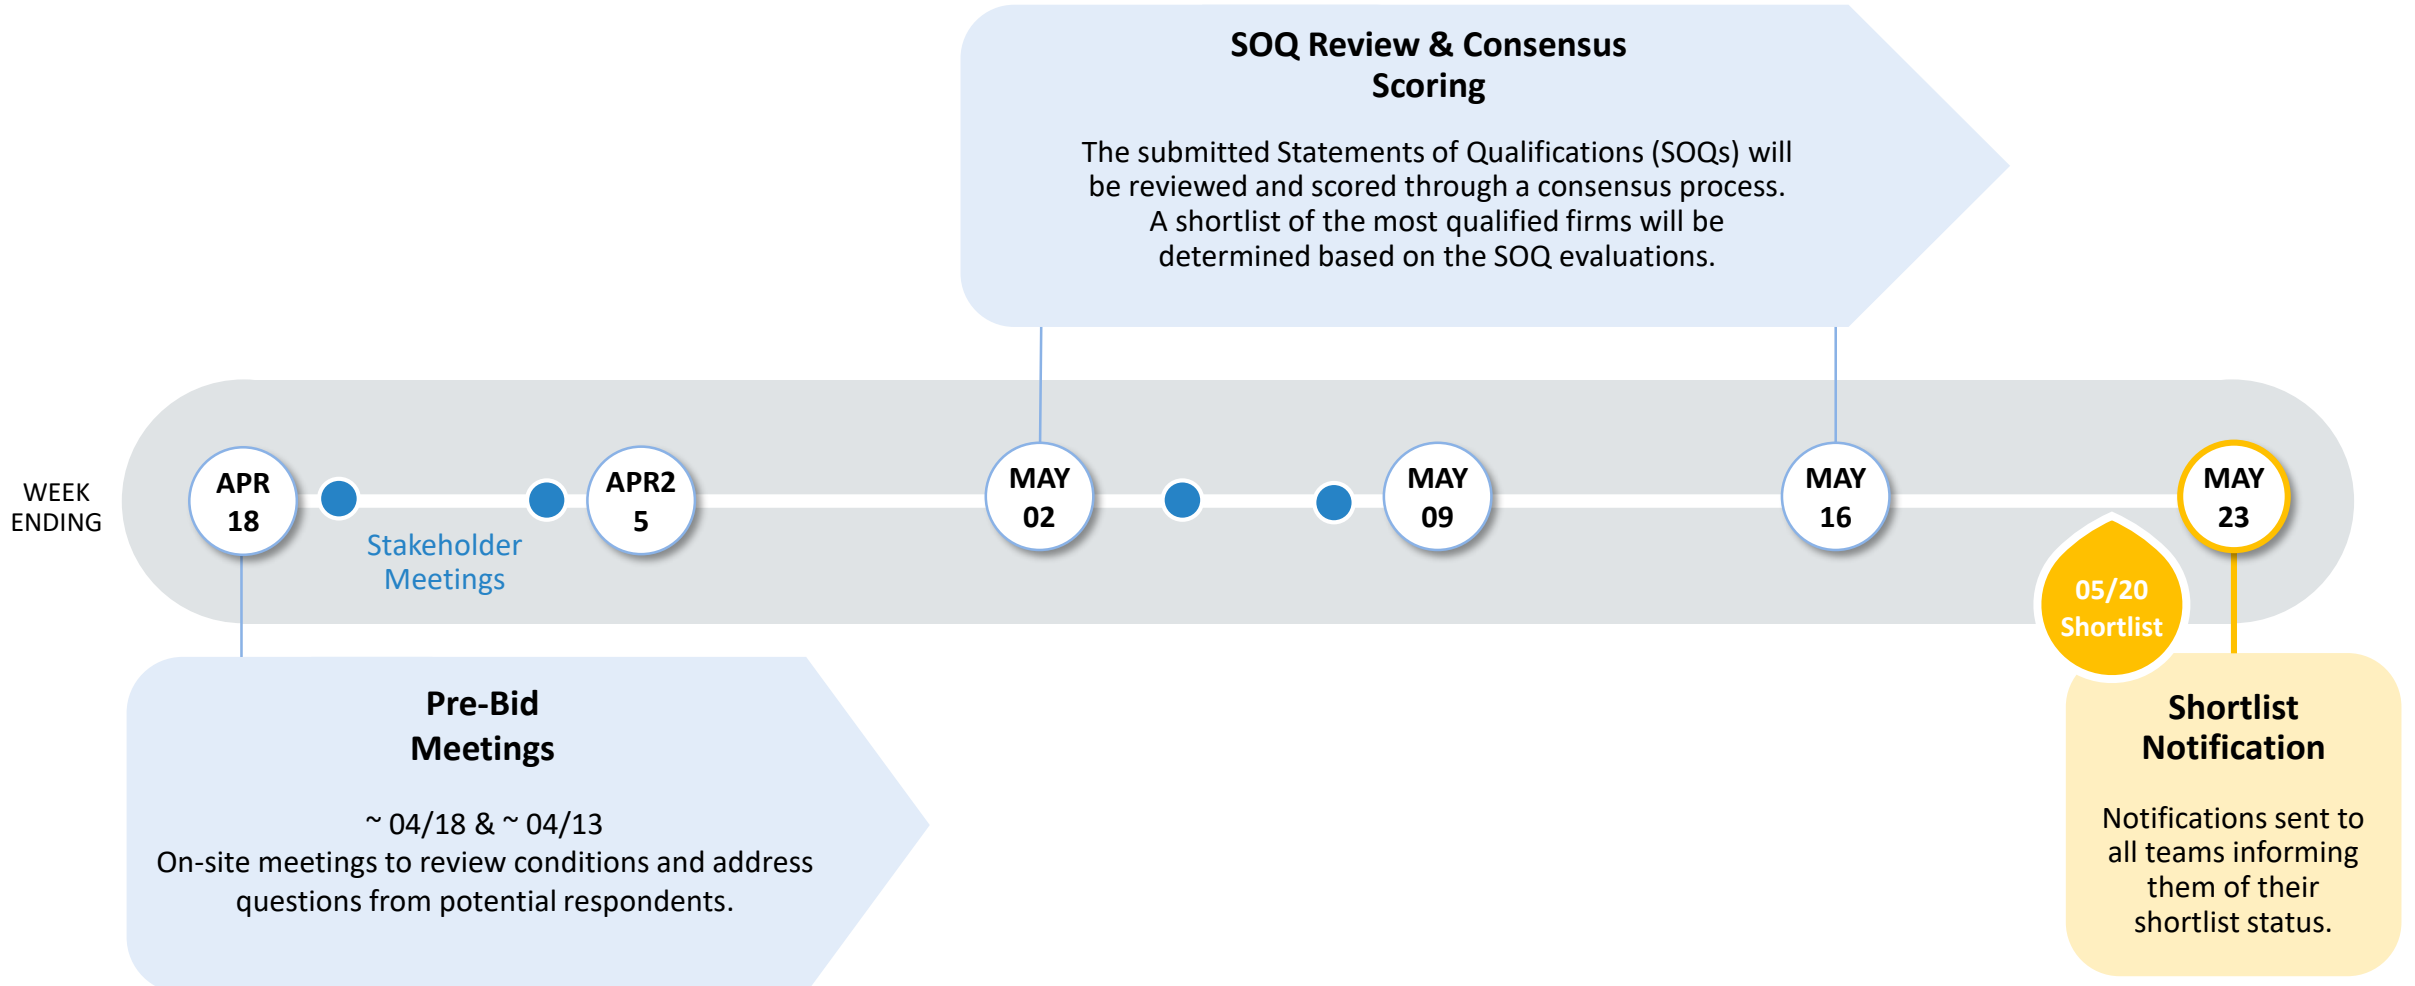 SOQ Review & Consensus
Scoring
The submitted Statements of Qualifications (SOQs) will
be reviewed and scored through a consensus process.
A shortlist of the most qualified firms will be
determined based on the SOQ evaluations.
WEEK
ENDING
APR
18
Stakeholder
Meetings
APR2
5
MAY
02
MAY
09
MAY
16
MAY
23
05/20
Shortlist
Pre-Bid
Meetings
~ 04/18 & ~ 04/13
On-site meetings to review conditions and address
questions from potential respondents.
Shortlist
Notification
Notifications sent to
all teams informing
them of their
shortlist status.